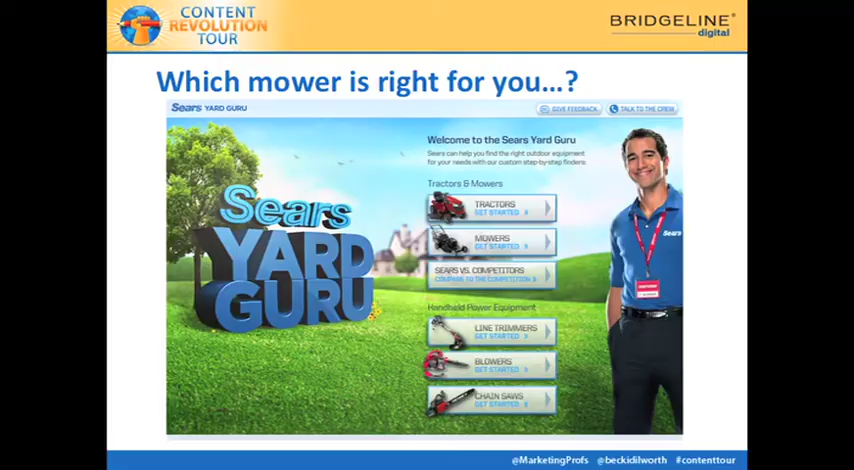 CONTENT
REVOLUTION
TOUR
BRIDGELINE®
digital
Which mower is right for you...?
Sears YARD GURU
GIVE FEEDBACK
TALK TO THE CREW
Welcome to the Sears Yard Guru
Sears can help you find the right outdoor equipment
for your needs with our custom step-by-step finders:
Sears
YARD
GURU
Tractors & Mowers
TRACTORS
GET STARTED
MOWERS
GET STARTED
SEARS VS. COMPETITORS
COMPARE TO THE COMPETITION
Handheld Power Equipment
LINE TRIMMERS
GET STARTED
BLOWERS
GET STARTED
CHAIN SAWS
GET STARTED
Sears
@MarketingProfs @beckidilworth #contenttour